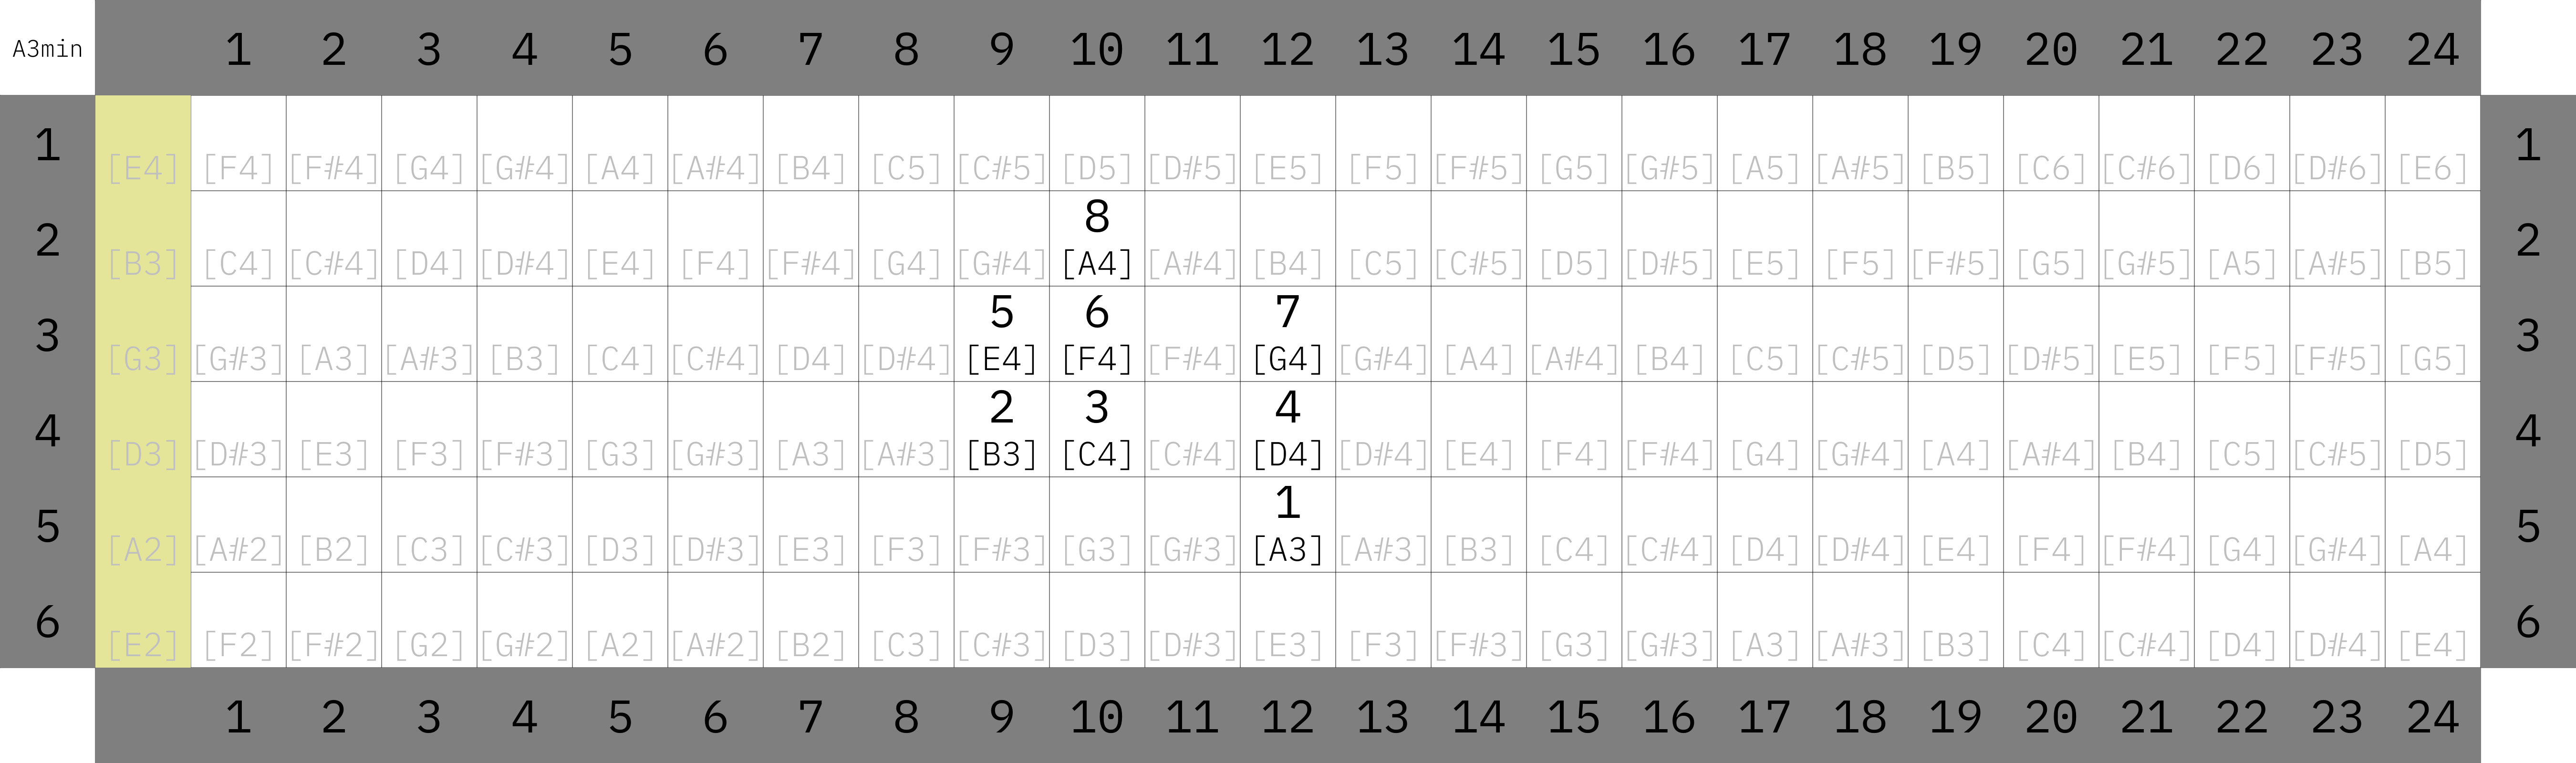 A3min 1 2 3 4 5 6 7 8 9 10 11 12 13 14 15 16 17 18 19 20 21 22 23 24
1 [E4] [F4] [F#4] [G4] [G#4] [A4] [A#4] [B4] [C5] [C#5] [D5] [D#5] [E5] [F5] [F#5] [G5] [G#5] [A5] [A#5] [B5] [C6] [C#6] [D6] [D#6] [E6] 1
8
2 [B3] [C4] [C#4] [D4] [D#4] [E4] [F4] [F#4] [G4] [G#4] [A4] [A#4] [B4] [C5] [C#5] [D5] [D#5] [E5] [F5] [F#5] [G5] [G#5] [A5] [A#5] [B5] 2
5 6 7
3 [G3] [G#3] [A3] [A#3] [B3] [C4] [C#4] [D4] [D#4] [E4] [F4] [F#4] [G4] [G#4] [A4] [A#4] [B4] [C5] [C#5] [D5] [D#5] [E5] [F5] [F#5] [G5] 3
2 3 4
4 [D3] [D#3] [E3] [F3] [F#3] [G3] [G#3] [A3] [A#3] [B3] [C4] [C#4] [D4] [D#4] [E4] [F4] [F#4] [G4] [G#4] [A4] [A#4] [B4] [C5] [C#5] [D5] 4
1
5 [A2] [A#2] [B2] [C3] [C#3] [D3] [D#3] [E3] [F3] [F#3] [G3] [G#3] [A3] [A#3] [B3] [C4] [C#4] [D4] [D#4] [E4] [F4] [F#4] [G4] [G#4] [A4] 5
6 [E2] [F2] [F#2] [G2] [G#2] [A2] [A#2] [B2] [C3] [C#3] [D3] [D#3] [E3] [F3] [F#3] [G3] [G#3] [A3] [A#3] [B3] [C4] [C#4] [D4] [D#4] [E4] 6
1 2 3 4 5 6 7 8 9 10 11 12 13 14 15 16 17 18 19 20 21 22 23 24